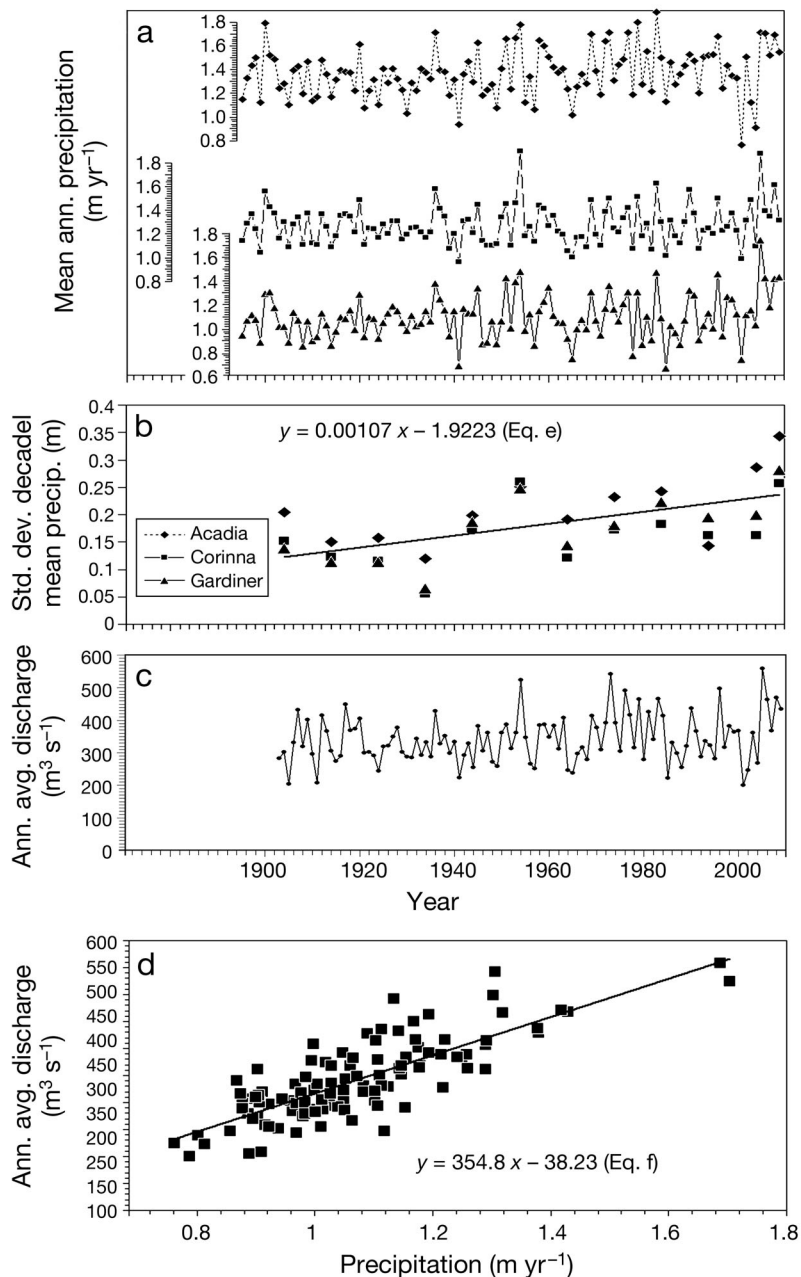 a
Mean ann. precipitation
(m yr⁻¹)
1.8
1.6
1.4
1.2
1.0
0.8
1.8
1.6
1.4
1.2
1.0
0.8
1.8
1.6
1.4
1.2
1.0
0.8
0.6
b
Std. dev. decadel
mean precip. (m)
0.4
0.35
0.3
0.25
0.2
0.15
0.1
0.05
0
y = 0.00107 x – 1.9223 (Eq. e)
Acadia
Corinna
Gardiner
c
Ann. avg. discharge
(m³ s⁻¹)
600
500
400
300
200
100
0
1900 1920 1940 1960 1980 2000
Year
d
Ann. avg. discharge
(m³ s⁻¹)
600
550
500
450
400
450
300
350
200
250
150
100
y = 354.8 x – 38.23 (Eq. f)
0.8 1 1.2 1.4 1.6 1.8
Precipitation (m yr⁻¹)